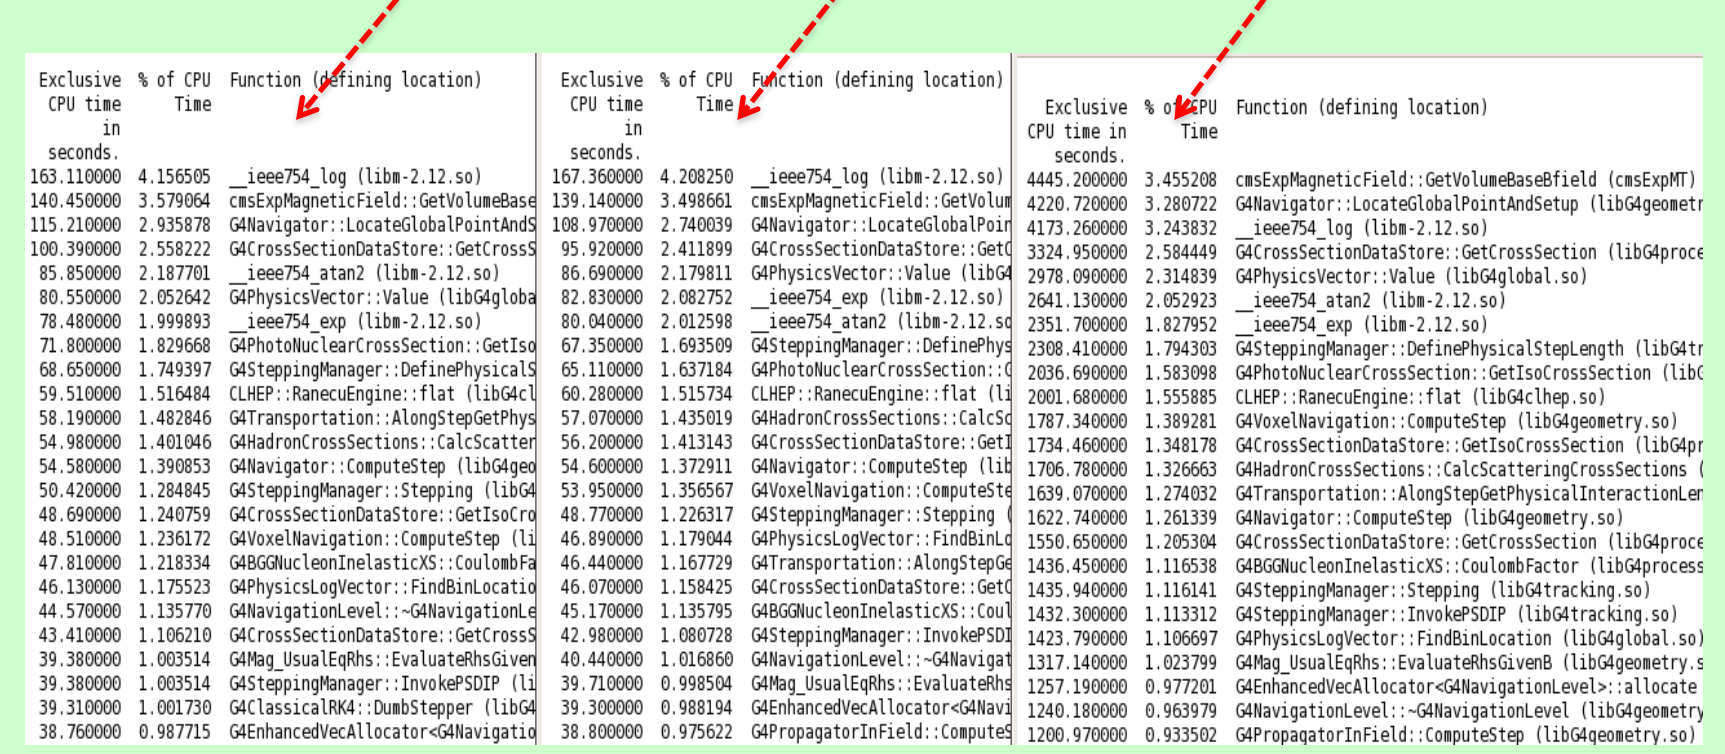 Exclusive % of CPU Function (defining location)
CPU time Time
in
seconds.
163.110000 4.156505 __ieee754_log (libm-2.12.so)
140.450000 3.579064 cmsExpMagneticField::GetVolumeBase
115.210000 2.935878 G4Navigator::LocateGlobalPointAndS
100.390000 2.558222 G4CrossSectionDataStore::GetCrossS
85.850000 2.187701 __ieee754_atan2 (libm-2.12.so)
80.550000 2.052642 G4PhysicsVector::Value (libG4globa
78.480000 1.999893 __ieee754_exp (libm-2.12.so)
71.800000 1.829668 G4PhotoNuclearCrossSection::GetIso
68.650000 1.749397 G4SteppingManager::DefinePhysicalS
59.510000 1.516484 CLHEP::RanecuEngine::flat (libG4cl
58.190000 1.482846 G4Transportation::AlongStepGetPhys
54.980000 1.401046 G4HadronCrossSections::CalcScatter
54.580000 1.390853 G4Navigator::ComputeStep (libG4geo
50.420000 1.284845 G4SteppingManager::Stepping (libG4
48.690000 1.240759 G4CrossSectionDataStore::GetIsoCro
48.510000 1.236172 G4VoxelNavigation::ComputeStep (li
47.810000 1.218334 G4BGGNucleonInelasticXS::CoulombFa
46.130000 1.175523 G4PhysicsLogVector::FindBinLocatio
44.570000 1.135770 G4NavigationLevel::~G4NavigationLe
43.410000 1.106210 G4CrossSectionDataStore::GetCrossS
39.380000 1.003514 G4Mag_UsualEqRhs::EvaluateRhsGiven
39.380000 1.003514 G4SteppingManager::InvokePSDIP (li
39.310000 1.001730 G4ClassicalRK4::DumbStepper (libG4
38.760000 0.987715 G4EnhancedVecAllocator<G4Navigatio
Exclusive % of CPU Function (defining location)
CPU time Time
in
seconds.
167.360000 4.208250 __ieee754_log (libm-2.12.so)
139.140000 3.498661 cmsExpMagneticField::GetVolum
108.970000 2.740039 G4Navigator::LocateGlobalPoin
95.920000 2.411899 G4CrossSectionDataStore::GetC
86.690000 2.179811 G4PhysicsVector::Value (libG4
82.830000 2.082752 __ieee754_exp (libm-2.12.so)
80.040000 2.012598 __ieee754_atan2 (libm-2.12.so
67.350000 1.693509 G4SteppingManager::DefinePhys
65.110000 1.637184 G4PhotoNuclearCrossSection::G
60.280000 1.515734 CLHEP::RanecuEngine::flat (li
57.070000 1.435019 G4HadronCrossSections::CalcSc
56.200000 1.413143 G4CrossSectionDataStore::GetI
54.600000 1.372911 G4Navigator::ComputeStep (lib
53.950000 1.356567 G4VoxelNavigation::ComputeSte
48.770000 1.226317 G4SteppingManager::Stepping (
46.890000 1.179044 G4PhysicsLogVector::FindBinLo
46.440000 1.167729 G4Transportation::AlongStepGe
46.070000 1.158425 G4CrossSectionDataStore::GetC
45.170000 1.135795 G4BGGNucleonInelasticXS::Coul
42.980000 1.080728 G4SteppingManager::InvokePSDI
40.440000 1.016860 G4NavigationLevel::~G4Navigat
39.710000 0.998504 G4Mag_UsualEqRhs::EvaluateRhs
39.300000 0.988194 G4EnhancedVecAllocator<G4Navi
38.800000 0.975622 G4PropagatorInField::ComputeS
Exclusive % of CPU Function (defining location)
CPU time in Time
seconds.
4445.200000 3.455208 cmsExpMagneticField::GetVolumeBaseBfield (cmsExpMT)
4220.720000 3.280722 G4Navigator::LocateGlobalPointAndSetup (libG4geometr
4173.260000 3.243832 __ieee754_log (libm-2.12.so)
3324.950000 2.584449 G4CrossSectionDataStore::GetCrossSection (libG4proce
2978.090000 2.314839 G4PhysicsVector::Value (libG4global.so)
2641.130000 2.052923 __ieee754_atan2 (libm-2.12.so)
2351.700000 1.827952 __ieee754_exp (libm-2.12.so)
2308.410000 1.794303 G4SteppingManager::DefinePhysicalStepLength (libG4tr
2036.690000 1.583098 G4PhotoNuclearCrossSection::GetIsoCrossSection (libG
2001.680000 1.555885 CLHEP::RanecuEngine::flat (libG4clhep.so)
1787.340000 1.389281 G4VoxelNavigation::ComputeStep (libG4geometry.so)
1734.460000 1.348178 G4CrossSectionDataStore::GetIsoCrossSection (libG4pr
1706.780000 1.326663 G4HadronCrossSections::CalcScatteringCrossSections (
1639.070000 1.274032 G4Transportation::AlongStepGetPhysicalInteractionLen
1622.740000 1.261339 G4Navigator::ComputeStep (libG4geometry.so)
1550.650000 1.205304 G4CrossSectionDataStore::GetCrossSection (libG4proce
1436.450000 1.116538 G4BGGNucleonInelasticXS::CoulombFactor (libG4process
1435.940000 1.116141 G4SteppingManager::Stepping (libG4tracking.so)
1432.300000 1.113312 G4SteppingManager::InvokePSDIP (libG4tracking.so)
1423.790000 1.106697 G4PhysicsLogVector::FindBinLocation (libG4global.so)
1317.140000 1.023799 G4Mag_UsualEqRhs::EvaluateRhsGivenB (libG4geometry.s
1257.190000 0.977201 G4EnhancedVecAllocator<G4NavigationLevel>::allocate
1240.180000 0.963979 G4NavigationLevel::~G4NavigationLevel (libG4geometry
1200.970000 0.933502 G4PropagatorInField::ComputeStep (libG4geometry.so)